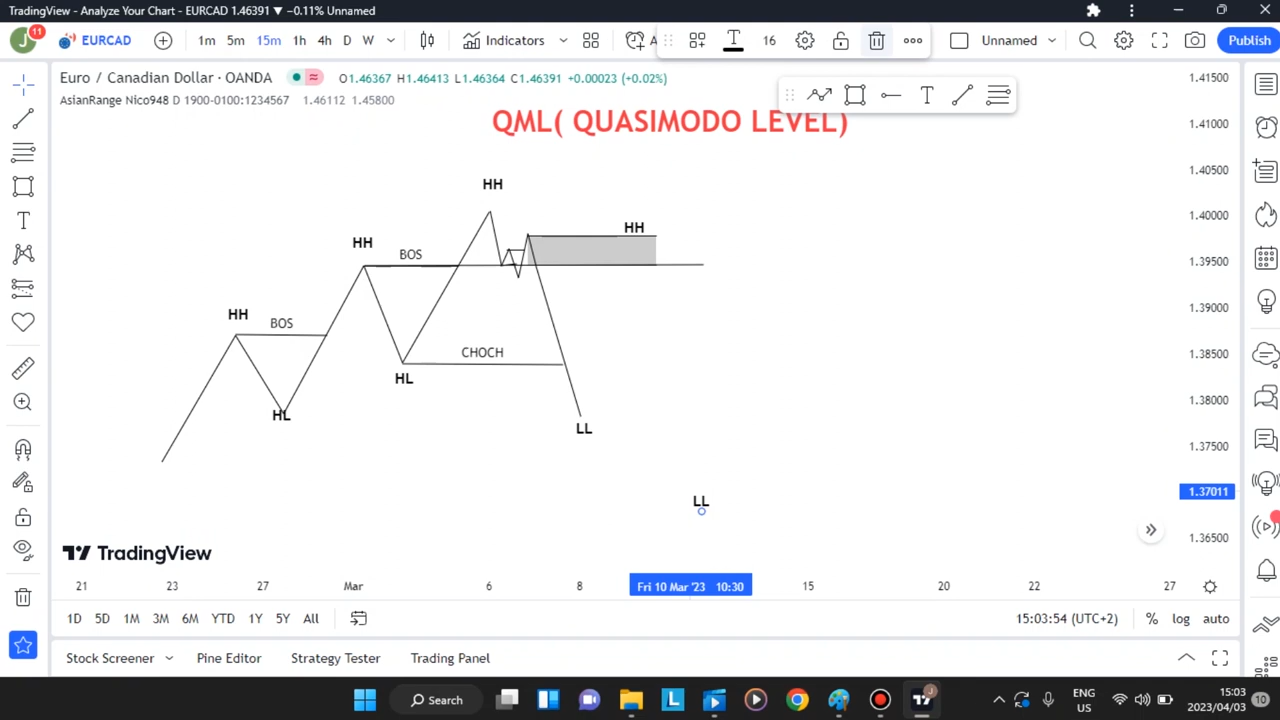 TradingView - Analyze Your Chart - EURCAD 1.46391 ▼ −0.11% Unnamed
J 11 EURCAD 1m 5m 15m 1h 4h D W Indicators A 16 Unnamed Publish
Euro / Canadian Dollar · OANDA O1.46367 H1.46413 L1.46364 C1.46391 +0.00023 (+0.02%)
AsianRange Nico948 D 1900-0100:1234567 1.46112 1.45800
QML( QUASIMODO LEVEL)
HH
HH
HH
BOS
HH
BOS
CHOCH
HL
HL
LL
LL
1.41500
1.41000
1.40500
1.40000
1.39500
1.39000
1.38500
1.38000
1.37500
1.37011
1.36500
TradingView
21 23 27 Mar 6 8 Fri 10 Mar '23 10:30 15 20 22 27
1D 5D 1M 3M 6M YTD 1Y 5Y All 15:03:54 (UTC+2) % log auto
Stock Screener Pine Editor Strategy Tester Trading Panel
Search ENG US 15:03 2023/04/03 10